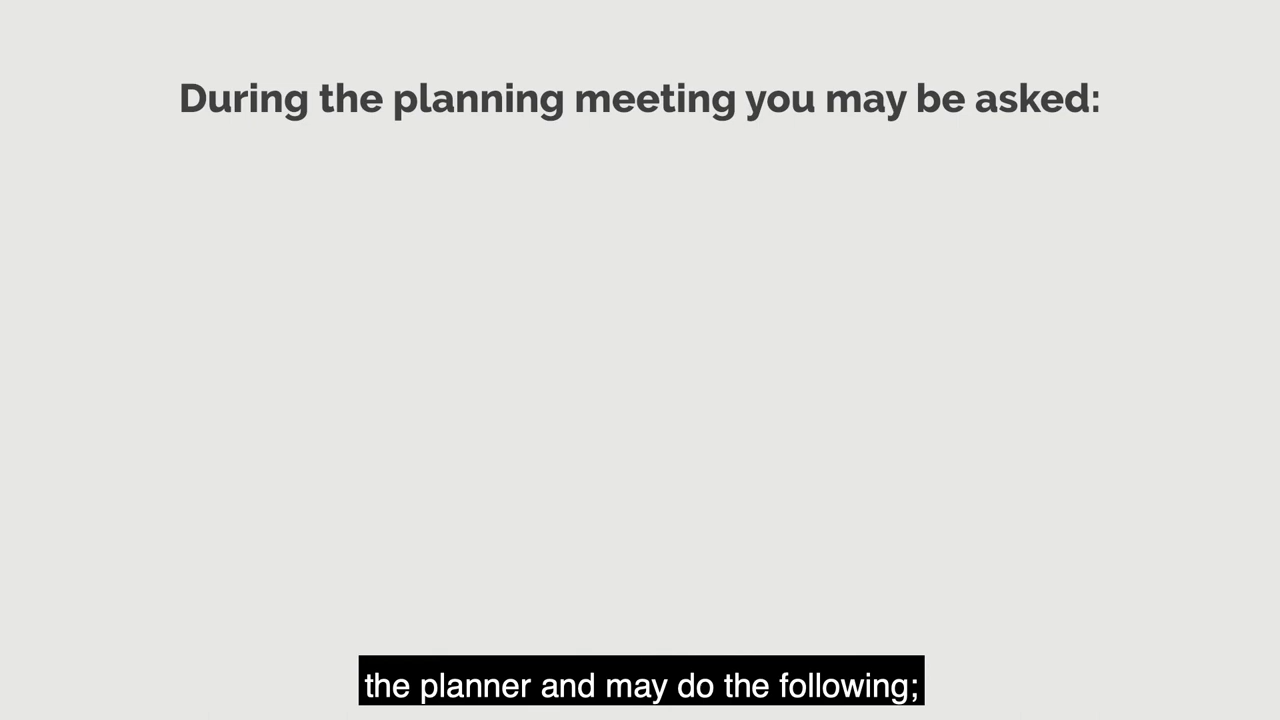 During the planning meeting you may be asked:
the planner and may do the following;